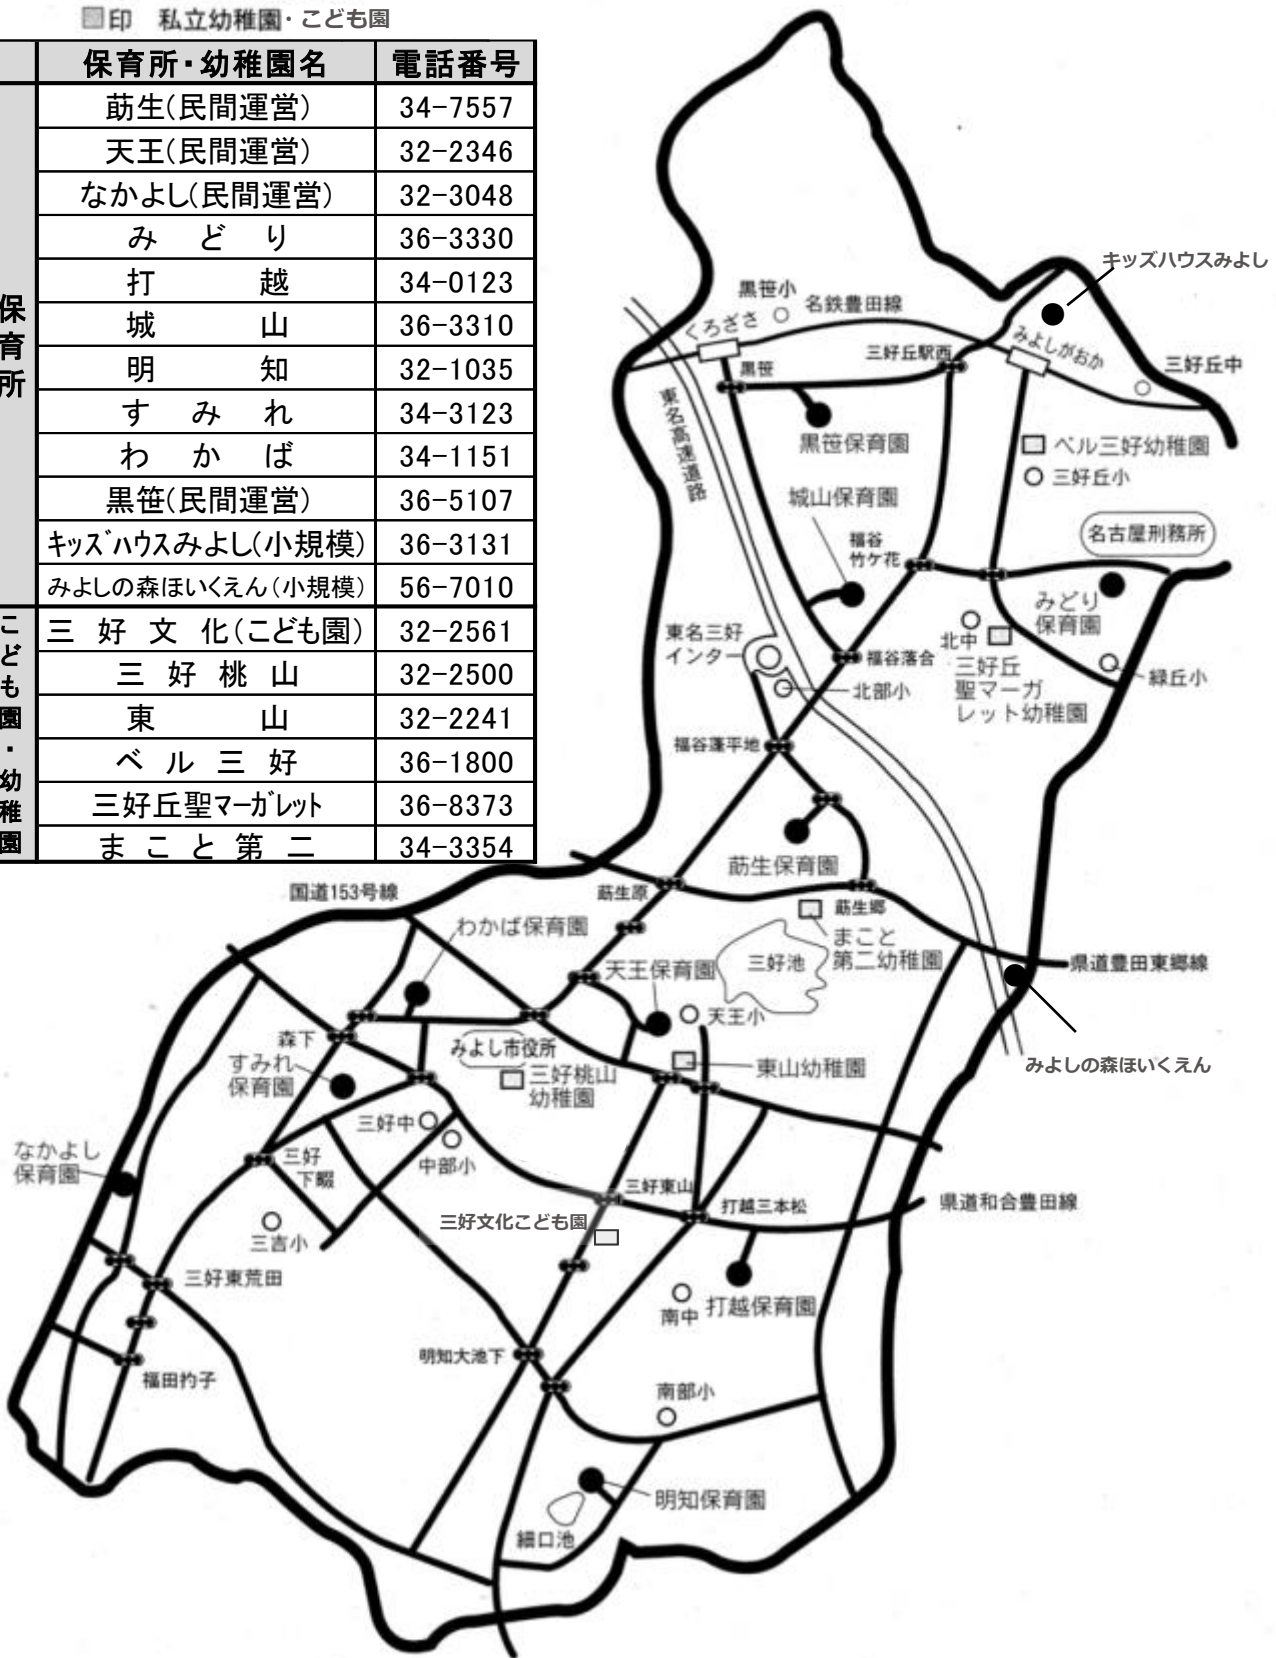 印 私立幼稚園・こども園
保育所・幼稚園名 電話番号
保育所
莇生(民間運営) 34-7557
天王(民間運営) 32-2346
なかよし(民間運営) 32-3048
みどり 36-3330
打越 34-0123
城山 36-3310
明知 32-1035
すみれ 34-3123
わかば 34-1151
黒笹(民間運営) 36-5107
キッズハウスみよし(小規模) 36-3131
みよしの森ほいくえん(小規模) 56-7010
こども園・幼稚園
三好文化(こども園) 32-2561
三好桃山 32-2500
東山 32-2241
ベル三好 36-1800
三好丘聖マーガレット 36-8373
まこと第二 34-3354
キッズハウスみよし
黒笹小
名鉄豊田線
くろざさ
三好丘駅西
みよしがおか
三好丘中
黒笹
東名高速道路
黒笹保育園
ベル三好幼稚園
三好丘小
城山保育園
名古屋刑務所
福谷
竹ケ花
みどり
保育園
北中
東名三好
インター
福谷落合
三好丘
聖マーガ
レット幼稚園
緑丘小
北部小
福谷蓬平地
莇生保育園
国道153号線
莇生原
莇生郷
わかば保育園
まこと
第二幼稚園
天王保育園
三好池
県道豊田東郷線
天王小
森下
みよし市役所
すみれ
保育園
三好桃山
幼稚園
東山幼稚園
みよしの森ほいくえん
三好中
中部小
なかよし
保育園
三好
下畷
三好東山
打越三本松
県道和合豊田線
三好文化こども園
三吉小
三好東荒田
南中
打越保育園
明知大池下
福田杓子
南部小
明知保育園
細口池